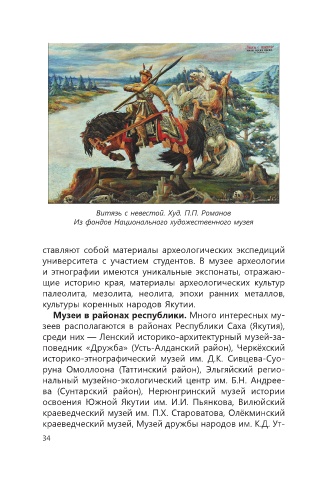 Витязь с невестой. Худ. П.П. Романов
Из фондов Национального художественного музея
ставляют собой материалы археологических экспедиций
университета с участием студентов. В музее археологии
и этнографии имеются уникальные экспонаты, отражаю-
щие историю края, материалы археологических культур
палеолита, мезолита, неолита, эпохи ранних металлов,
культуры коренных народов Якутии.
Музеи в районах республики. Много интересных му-
зеев располагаются в районах Республики Саха (Якутия),
среди них — Ленский историко-архитектурный музей-за-
поведник «Дружба» (Усть-Алданский район), Черкёхский
историко-этнографический музей им. Д.К. Сивцева-Суо-
руна Омоллоона (Таттинский район), Эльгяйский регио-
нальный музейно-экологический центр им. Б.Н. Андрее-
ва (Сунтарский район), Нерюнгринский музей истории
освоения Южной Якутии им. И.И. Пьянкова, Вилюйский
краеведческий музей им. П.Х. Староватова, Олёкминский
краеведческий музей, Музей дружбы народов им. К.Д. Ут-
34